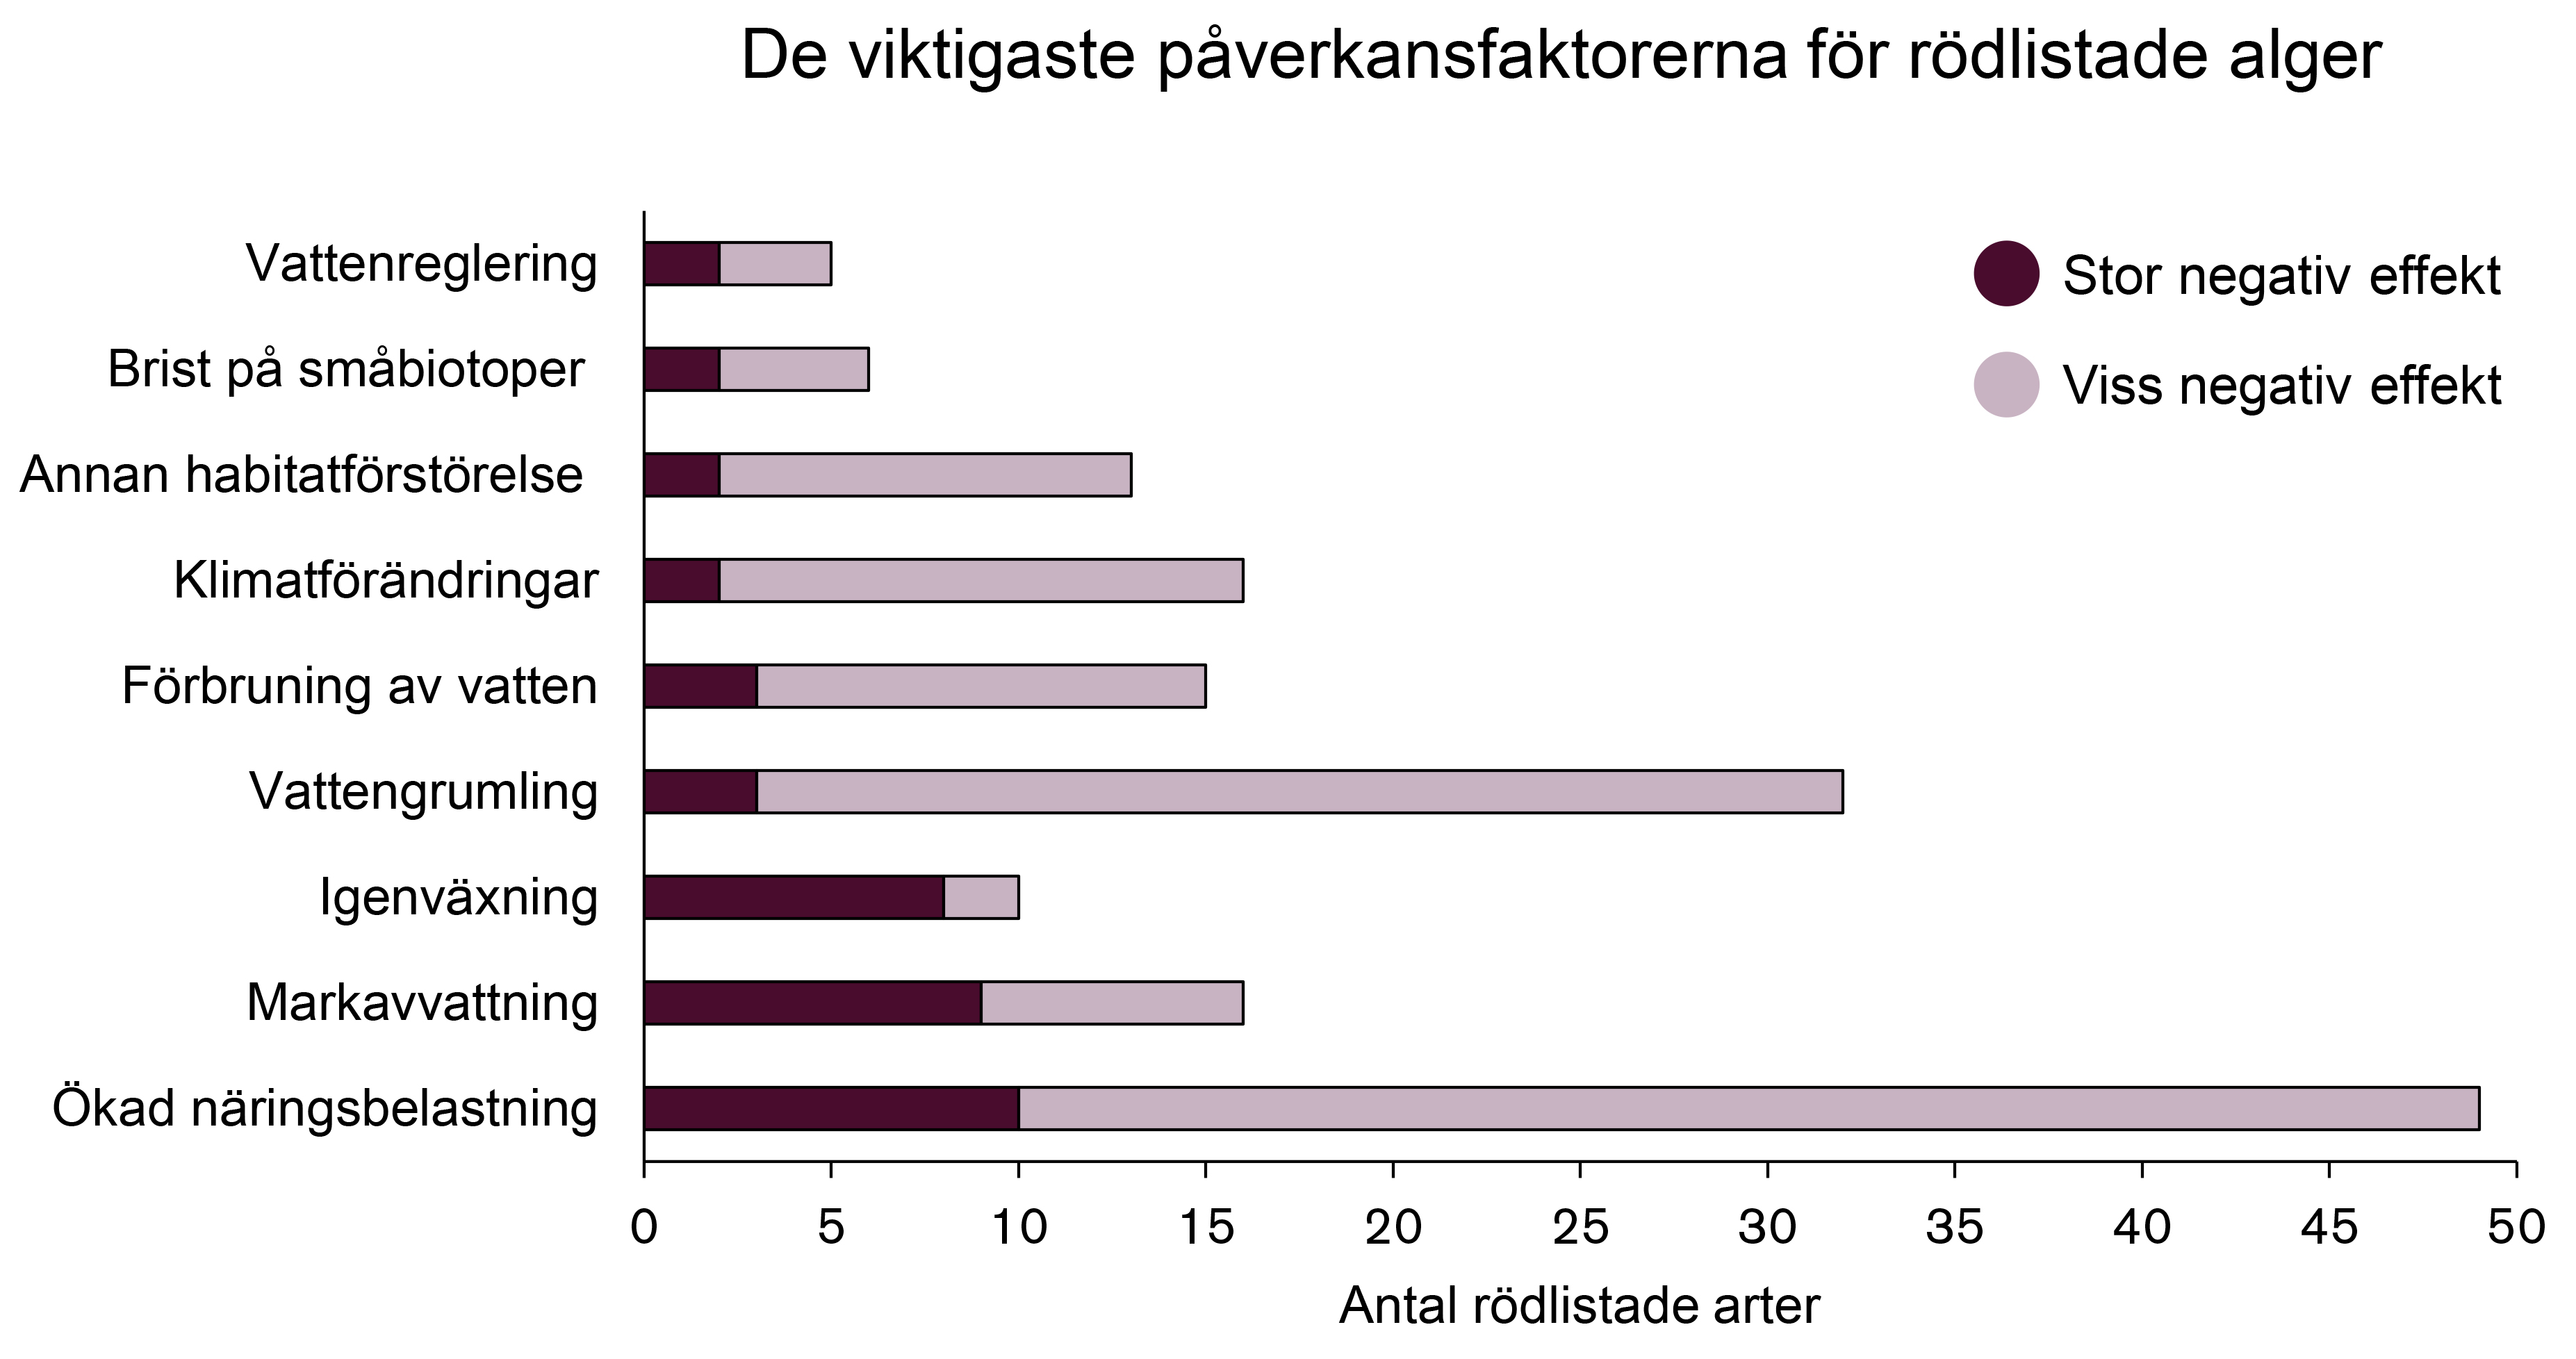 De viktigaste påverkansfaktorerna för rödlistade alger
Stor negativ effekt
Viss negativ effekt
Vattenreglering
Brist på småbiotoper
Annan habitatförstörelse
Klimatförändringar
Förbruning av vatten
Vattengrumling
Igenväxning
Markavvattning
Ökad näringsbelastning
0 5 10 15 20 25 30 35 40 45 50
Antal rödlistade arter